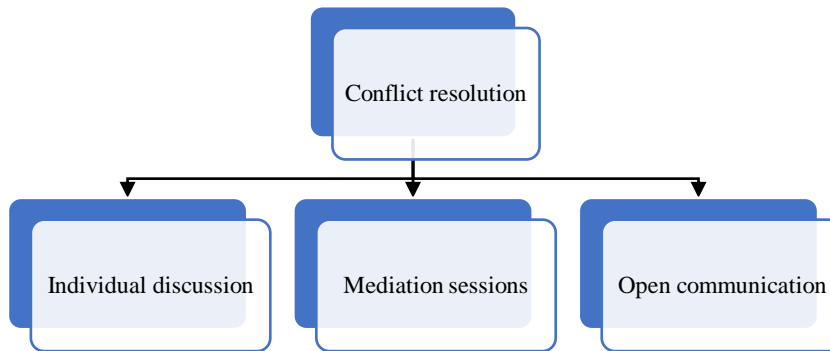 Conflict resolution
Individual discussion
Mediation sessions
Open communication